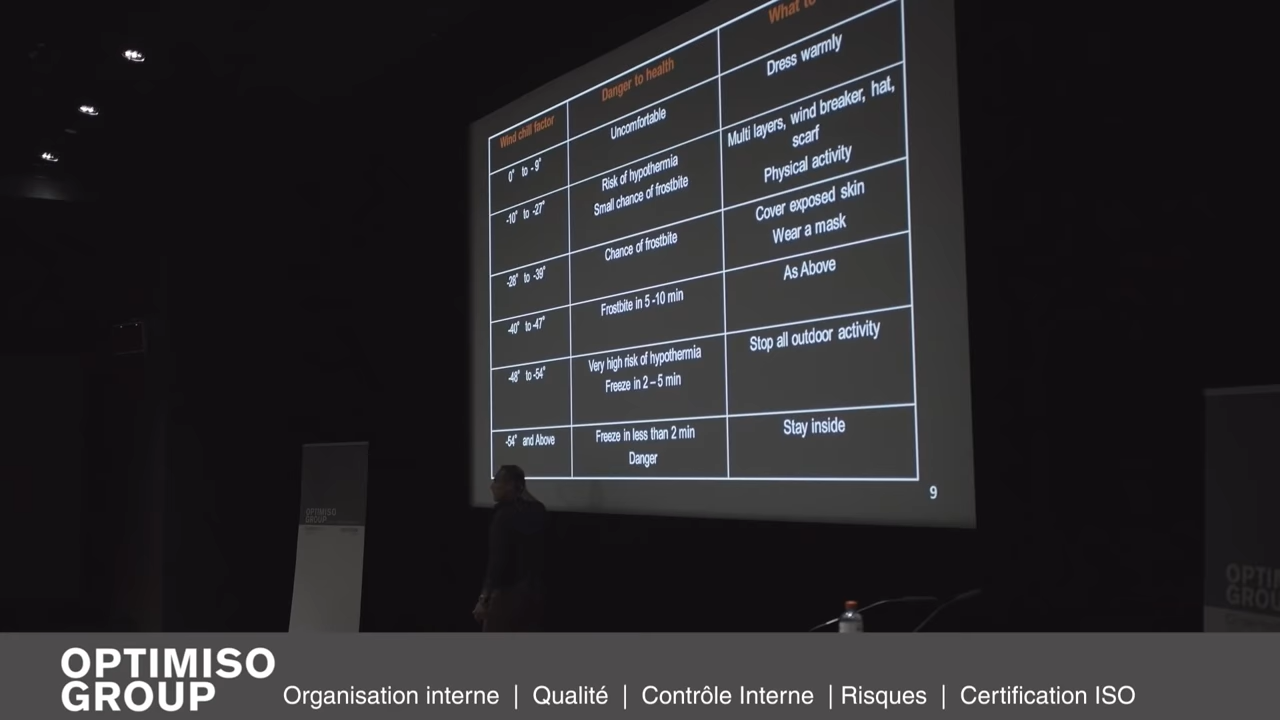 Wind chill factor
Danger to health
What to
0° to - 9°
Uncomfortable
Dress warmly
-10° to -27°
Risk of hypothermia
Small chance of frostbite
Multi layers, wind breaker, hat,
scarf
Physical activity
-28° to -39°
Chance of frostbite
Cover exposed skin
Wear a mask
-40° to -47°
Frostbite in 5 -10 min
As Above
-48° to -54°
Very high risk of hypothermia
Freeze in 2 – 5 min
Stop all outdoor activity
-54° and Above
Freeze in less than 2 min
Danger
Stay inside
9
OPTIMISO
GROUP
OPTI
GROU
OPTIMISO
GROUP
Organisation interne | Qualité | Contrôle Interne | Risques | Certification ISO